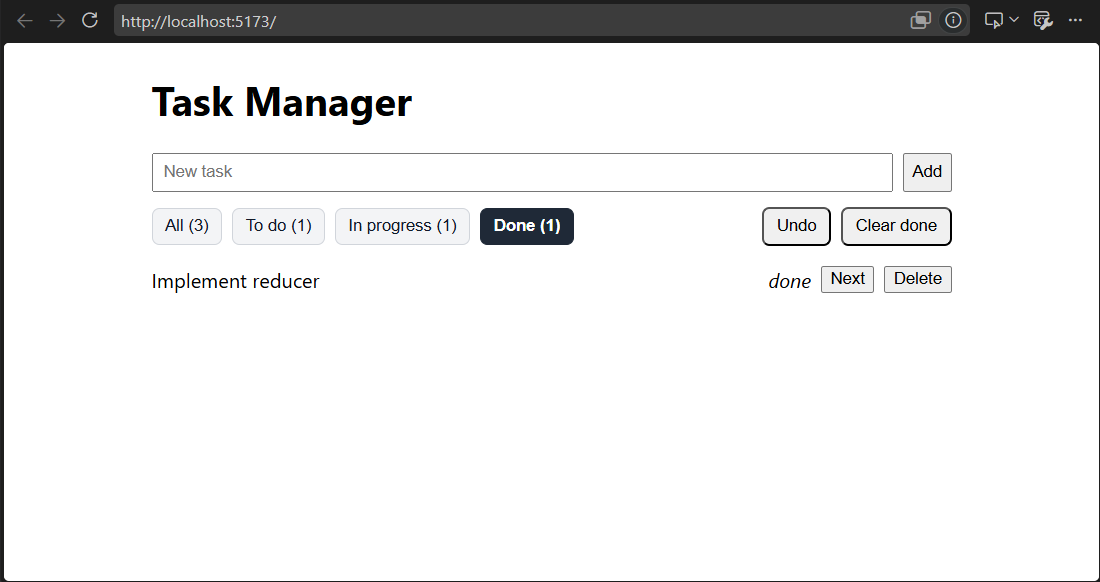 http://localhost:5173/
Task Manager
New task Add
All (3) To do (1) In progress (1) Done (1) Undo Clear done
Implement reducer done Next Delete